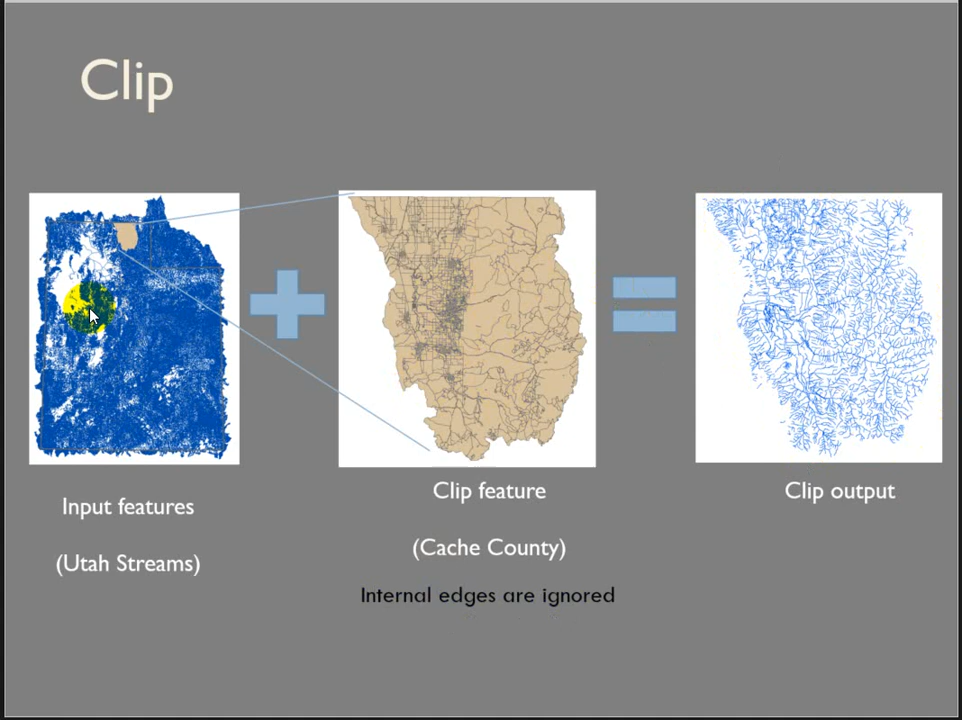 Clip
Input features
(Utah Streams)
Clip feature
(Cache County)
Internal edges are ignored
Clip output